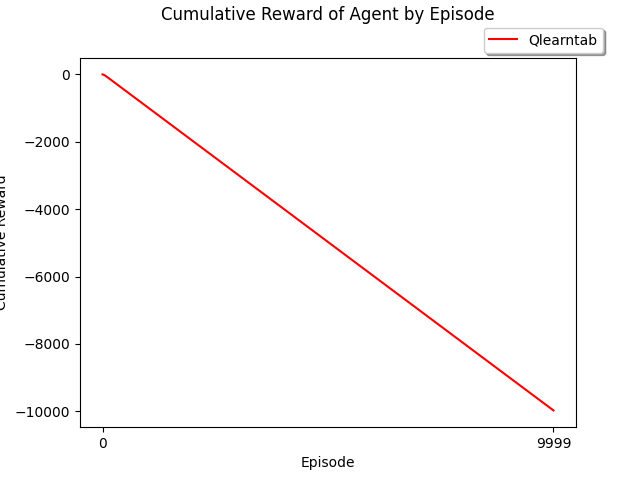 Cumulative Reward of Agent by Episode
Qlearntab
0
−2000
−4000
−6000
−8000
−10000
Cumulative Reward
0
9999
Episode